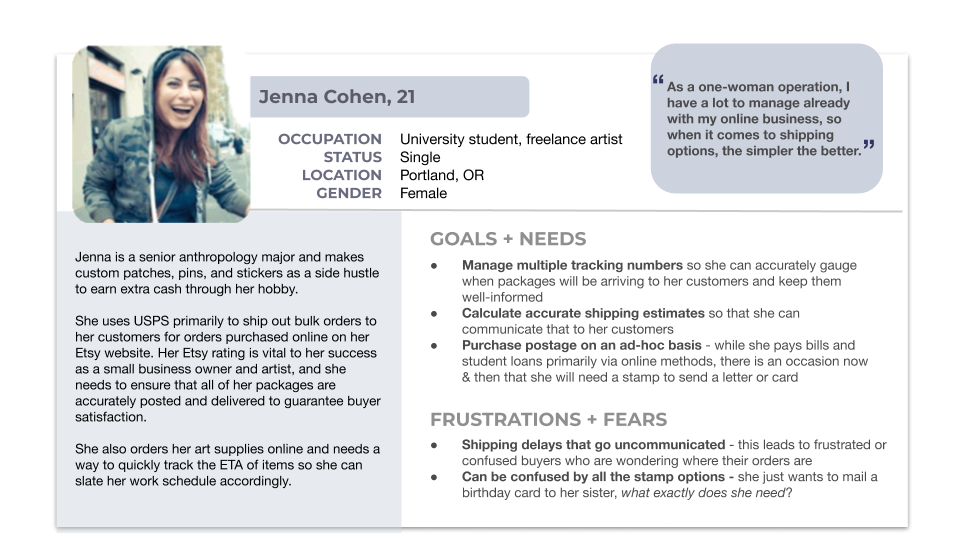 Jenna Cohen, 21
OCCUPATION University student, freelance artist
STATUS Single
LOCATION Portland, OR
GENDER Female
“ As a one-woman operation, I
have a lot to manage already
with my online business, so
when it comes to shipping
options, the simpler the better. ”
Jenna is a senior anthropology major and makes
custom patches, pins, and stickers as a side hustle
to earn extra cash through her hobby.
She uses USPS primarily to ship out bulk orders to
her customers for orders purchased online on her
Etsy website. Her Etsy rating is vital to her success
as a small business owner and artist, and she
needs to ensure that all of her packages are
accurately posted and delivered to guarantee buyer
satisfaction.
She also orders her art supplies online and needs a
way to quickly track the ETA of items so she can
slate her work schedule accordingly.
GOALS + NEEDS
● Manage multiple tracking numbers so she can accurately gauge
when packages will be arriving to her customers and keep them
well-informed
● Calculate accurate shipping estimates so that she can
communicate that to her customers
● Purchase postage on an ad-hoc basis - while she pays bills and
student loans primarily via online methods, there is an occasion now
& then that she will need a stamp to send a letter or card
FRUSTRATIONS + FEARS
● Shipping delays that go uncommunicated - this leads to frustrated or
confused buyers who are wondering where their orders are
● Can be confused by all the stamp options - she just wants to mail a
birthday card to her sister, what exactly does she need?